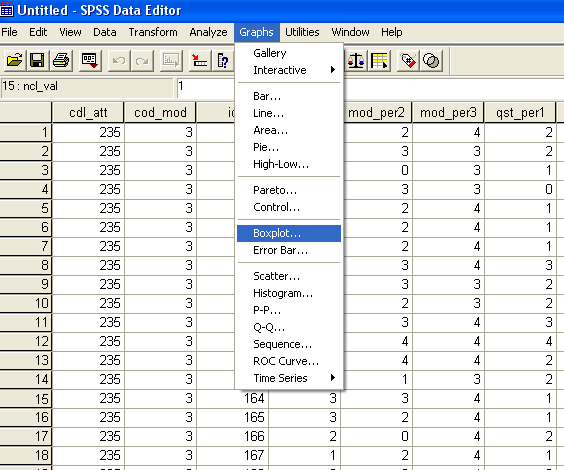 Untitled - SPSS Data Editor
File Edit View Data Transform Analyze Graphs Utilities Window Help
15 : ncl_val 1
Gallery
Interactive
Bar...
Line...
Area...
Pie...
High-Low...
Pareto...
Control...
Boxplot...
Error Bar...
Scatter...
Histogram...
P-P...
Q-Q...
Sequence...
ROC Curve...
Time Series
cdl_att cod_mod mod_per2 mod_per3 qst_per1
1 235 3 2 4 2
2 235 3 3 3 2
3 235 3 0 3 1
4 235 3 3 3 0
5 235 3 2 4 1
6 235 3 2 4 1
7 235 3 2 4 1
8 235 3 3 4 3
9 235 3 3 3 2
10 235 3 2 3 2
11 235 3 3 4 3
12 235 3 4 4 4
13 235 3 4 4 2
14 235 3 1 3 2
15 235 3 164 3 3 4 1
16 235 3 165 3 2 4 1
17 235 3 166 2 0 4 2
18 235 3 167 1 2 4 1